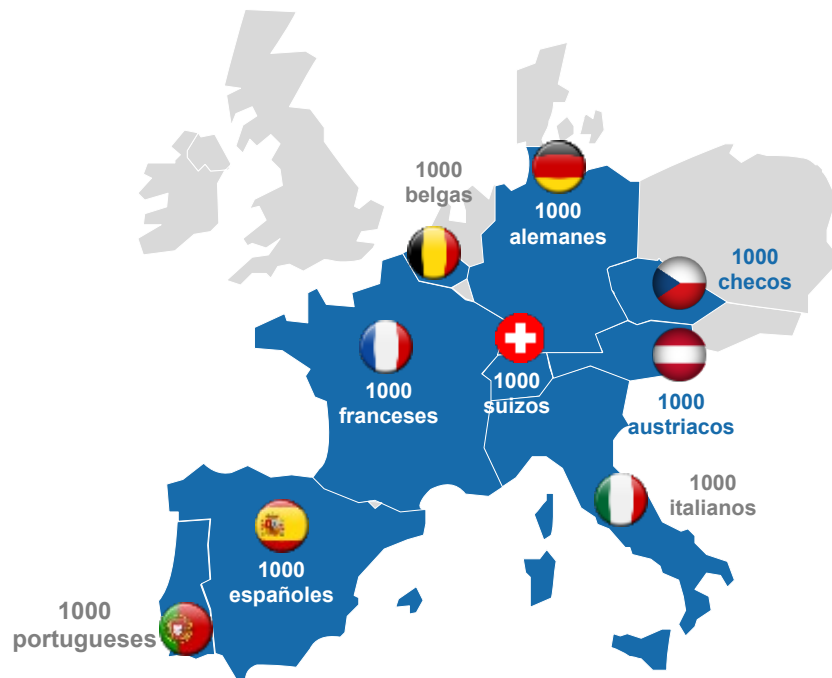 1000
belgas
1000
alemanes
1000
checos
1000
franceses
1000
suizos
1000
austriacos
1000
italianos
1000
españoles
1000
portugueses